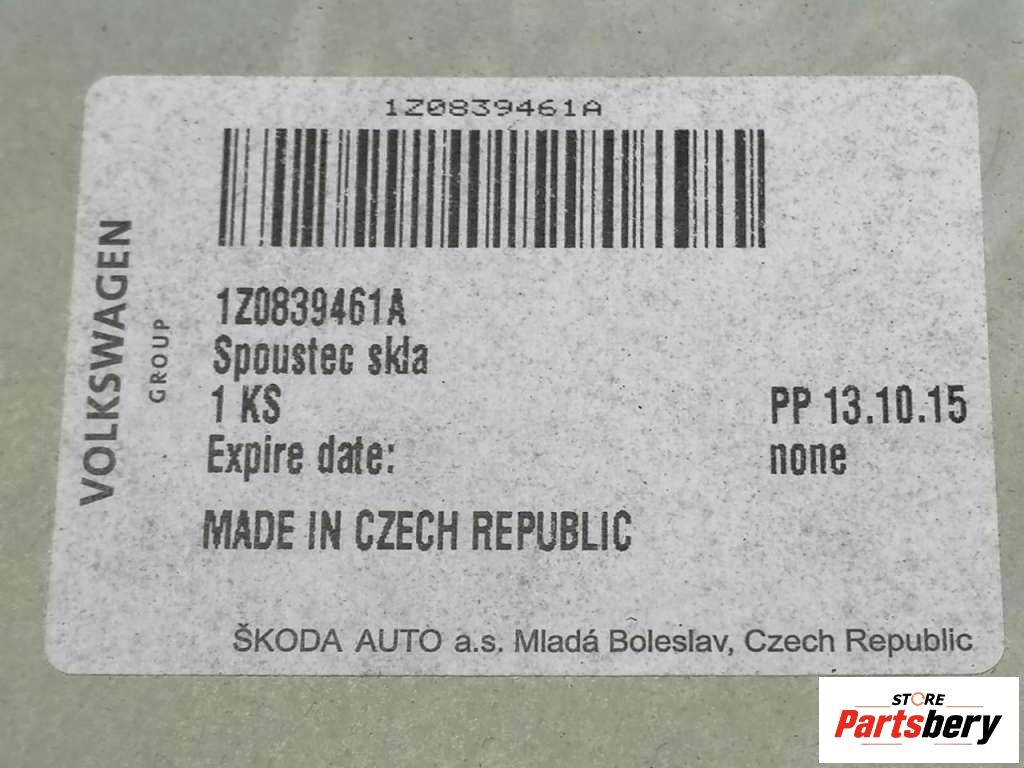 1Z0839461A
VOLKSWAGEN
GROUP
1Z0839461A
Spoustec skla
1 KS
PP 13.10.15
Expire date:
none
MADE IN CZECH REPUBLIC
ŠKODA AUTO a.s. Mladá Boleslav, Czech Republic
STORE
Partsbery